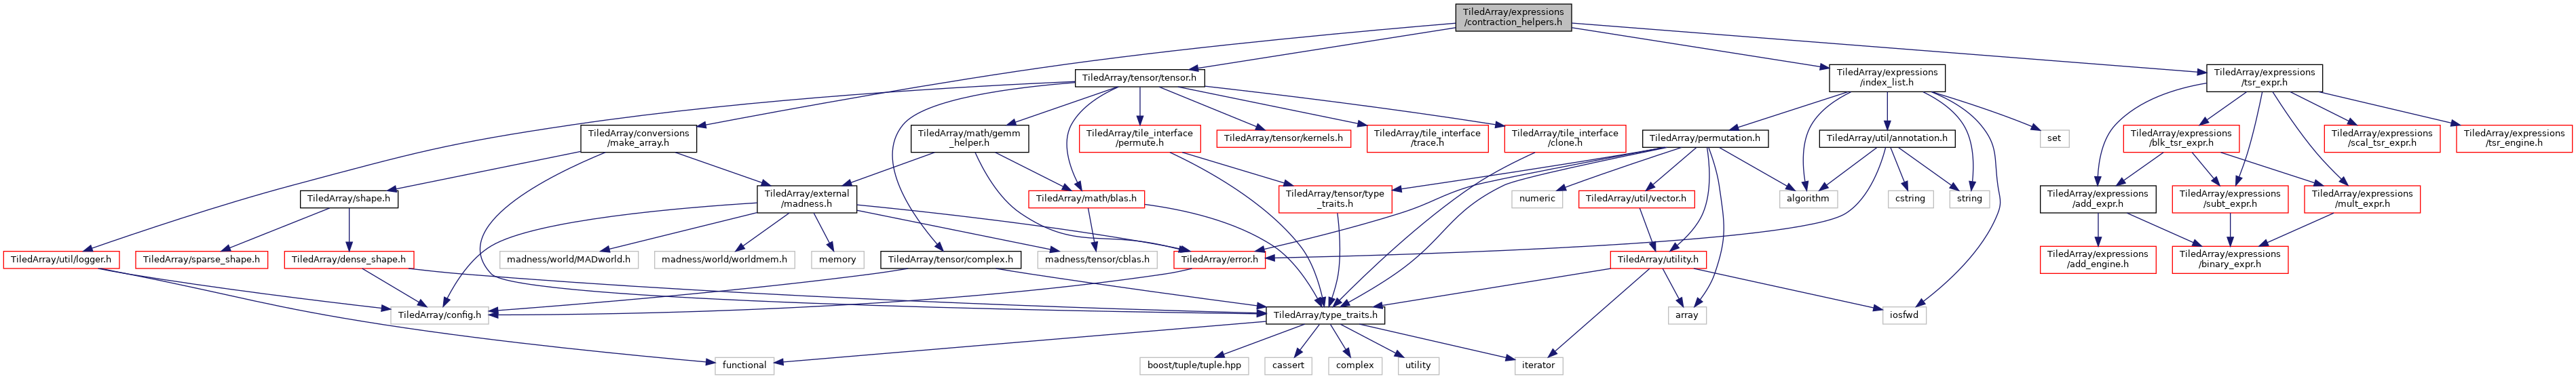 TiledArray/expressions
/contraction_helpers.h
TiledArray/tensor/tensor.h
TiledArray/expressions
/index_list.h
TiledArray/expressions
/tsr_expr.h
TiledArray/conversions
/make_array.h
TiledArray/math/gemm
_helper.h
TiledArray/tile_interface
/permute.h
TiledArray/tensor/kernels.h
TiledArray/tile_interface
/trace.h
TiledArray/tile_interface
/clone.h
TiledArray/permutation.h
TiledArray/util/annotation.h
set
TiledArray/expressions
/blk_tsr_expr.h
TiledArray/expressions
/scal_tsr_expr.h
TiledArray/expressions
/tsr_engine.h
TiledArray/shape.h
TiledArray/external
/madness.h
TiledArray/math/blas.h
TiledArray/tensor/type
_traits.h
numeric
TiledArray/util/vector.h
algorithm
cstring
string
TiledArray/expressions
/add_expr.h
TiledArray/expressions
/subt_expr.h
TiledArray/expressions
/mult_expr.h
TiledArray/util/logger.h
TiledArray/sparse_shape.h
TiledArray/dense_shape.h
madness/world/MADworld.h
madness/world/worldmem.h
memory
TiledArray/tensor/complex.h
madness/tensor/cblas.h
TiledArray/error.h
TiledArray/utility.h
TiledArray/expressions
/add_engine.h
TiledArray/expressions
/binary_expr.h
TiledArray/config.h
TiledArray/type_traits.h
array
iosfwd
functional
boost/tuple/tuple.hpp
cassert
complex
utility
iterator